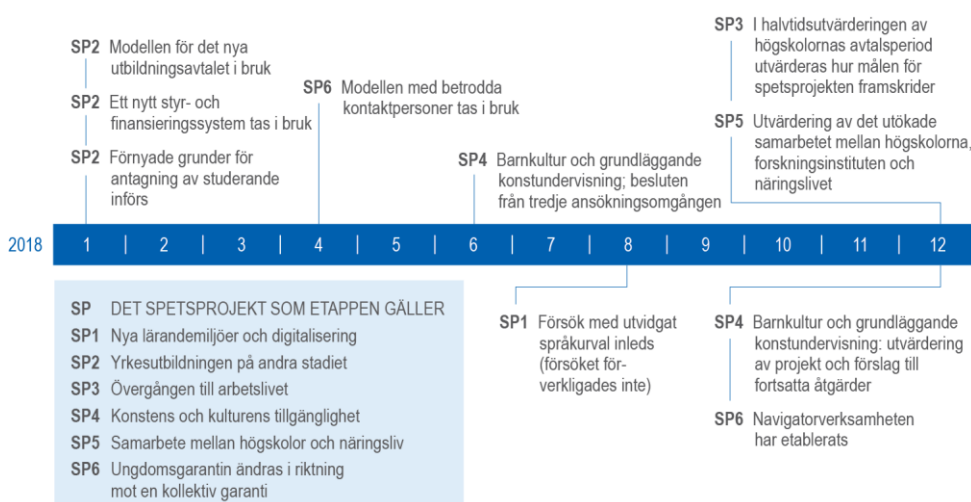 SP2 Modellen för det nya
utbildningsavtalet i bruk
SP2 Ett nytt styr- och
finansieringssystem tas i bruk
SP2 Förnyade grunder för
antagning av studerande
införs
SP6 Modellen med betrodda
kontaktpersoner tas i bruk
SP4 Barnkultur och grundläggande
konstundervisning; besluten
från tredje ansökningsomgången
SP3 I halvtidsutvärderingen av
högskolornas avtalsperiod
utvärderas hur målen för
spetsprojekten framskrider
SP5 Utvärdering av det utökade
samarbetet mellan högskolorna,
forskningsinstituten och
näringslivet
2018 1 | 2 | 3 | 4 | 5 | 6 | 7 | 8 | 9 | 10 | 11 | 12
SP DET SPETSPROJEKT SOM ETAPPEN GÄLLER
SP1 Nya lärandemiljöer och digitalisering
SP2 Yrkesutbildningen på andra stadiet
SP3 Övergången till arbetslivet
SP4 Konstens och kulturens tillgänglighet
SP5 Samarbete mellan högskolor och näringsliv
SP6 Ungdomsgarantin ändras i riktning
mot en kollektiv garanti
SP1 Försök med utvidgat
språkurval inleds
(försöket för-
verkligades inte)
SP4 Barnkultur och grundläggande
konstundervisning: utvärdering
av projekt och förslag till
fortsatta åtgärder
SP6 Navigatorverksamheten
har etablerats